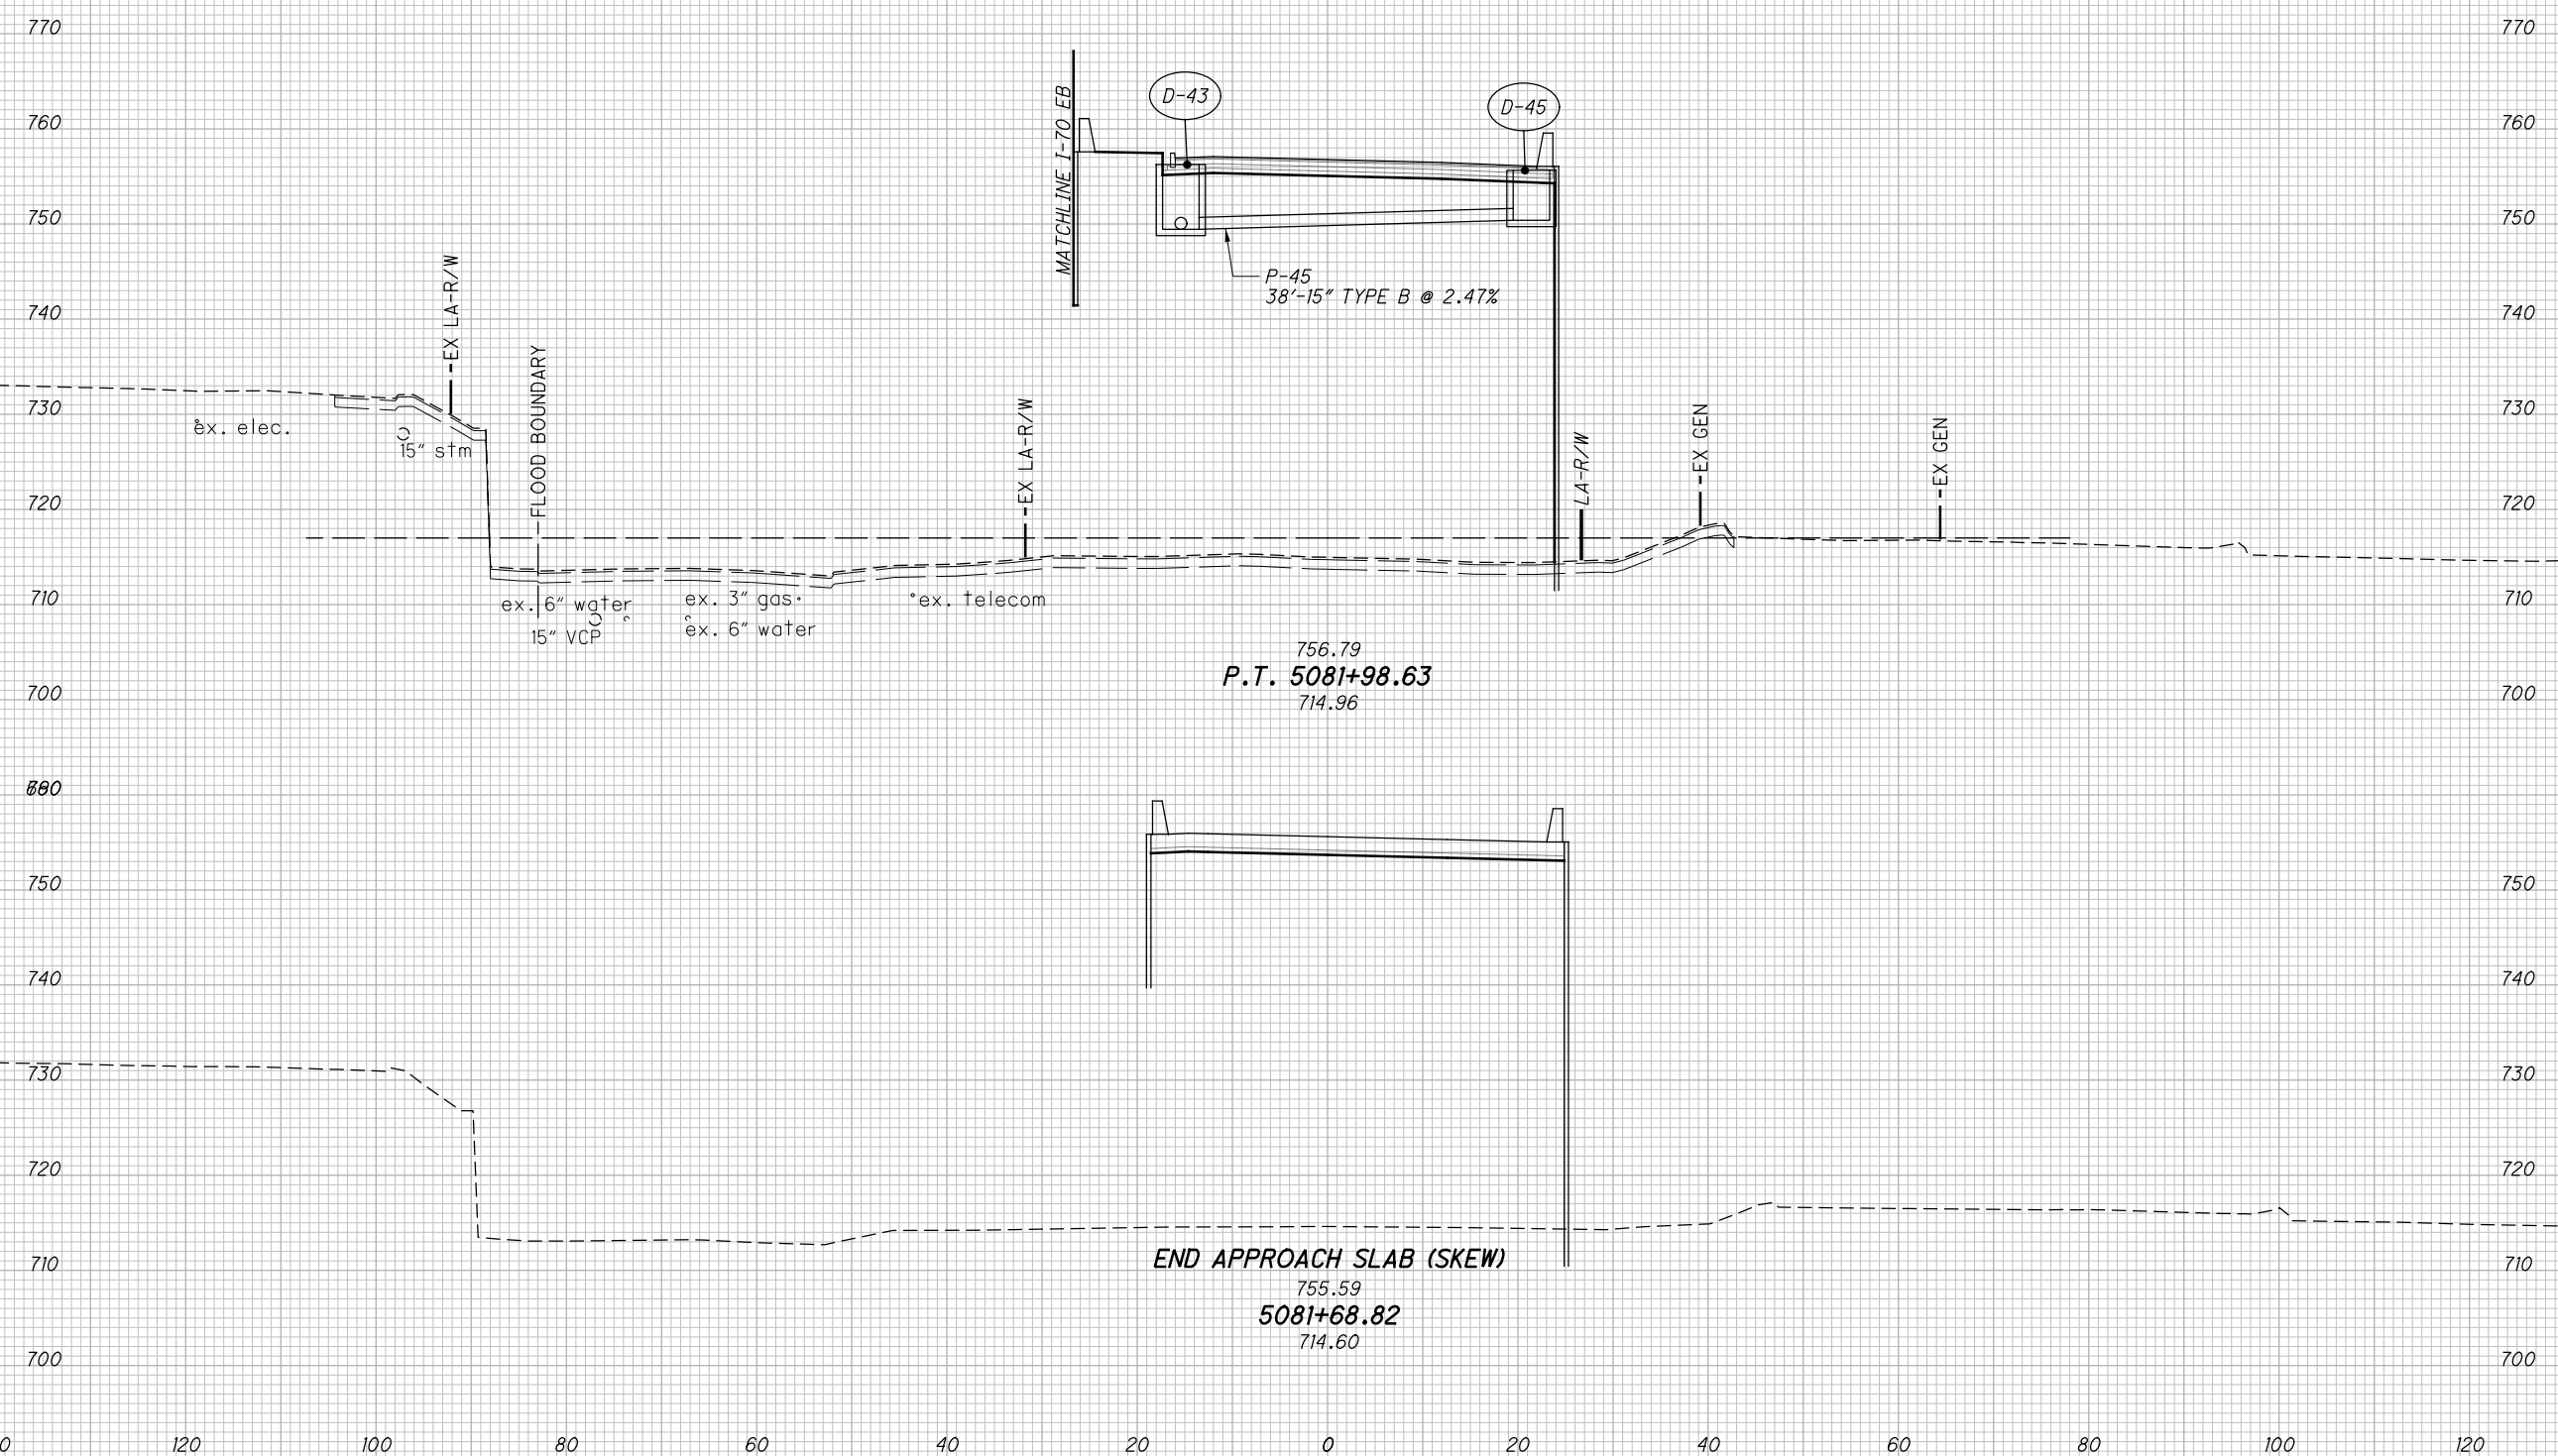 770
770
D-43
D-45
760
760
MATCHLINE I-70 EB
750
750
P-45
38'-15" TYPE B @ 2.47%
740
740
EX LA-R/W
FLOOD BOUNDARY
730
730
ex. elec.
15" stm
EX LA-R/W
LA-R/W
EX GEN
EX GEN
720
720
710
710
ex. 6" water
ex. 3" gas
ex. telecom
15" VCP
ex. 6" water
756.79
P.T. 5081+98.63
714.96
700
700
750
750
740
740
730
730
720
720
710
710
END APPROACH SLAB (SKEW)
755.59
5081+68.82
714.60
700
700
0 120 100 80 60 40 20 0 20 40 60 80 100 120